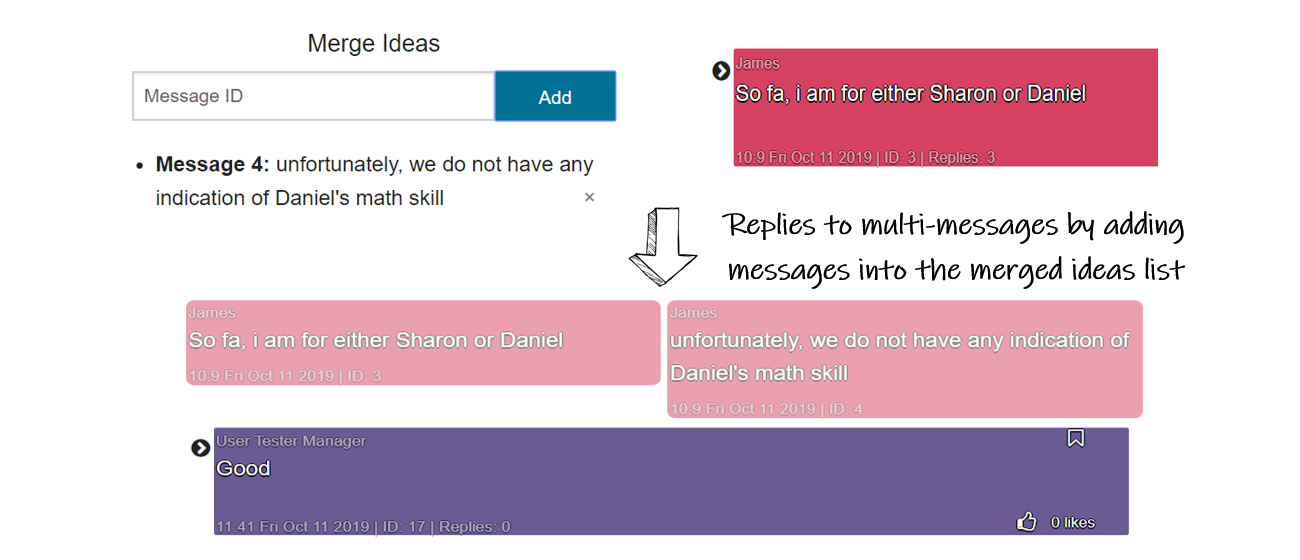 Merge Ideas
Message ID
Add
Message 4: unfortunately, we do not have any
indication of Daniel's math skill
×
James
So fa, i am for either Sharon or Daniel
10:9 Fri Oct 11 2019 | ID: 3 | Replies: 3
Replies to multi-messages by adding
messages into the merged ideas list
James
So fa, i am for either Sharon or Daniel
10:9 Fri Oct 11 2019 | ID: 3
James
unfortunately, we do not have any indication of
Daniel's math skill
10:9 Fri Oct 11 2019 | ID: 4
User Tester Manager
Good
11:41 Fri Oct 11 2019 | ID: 17 | Replies: 0
0 likes